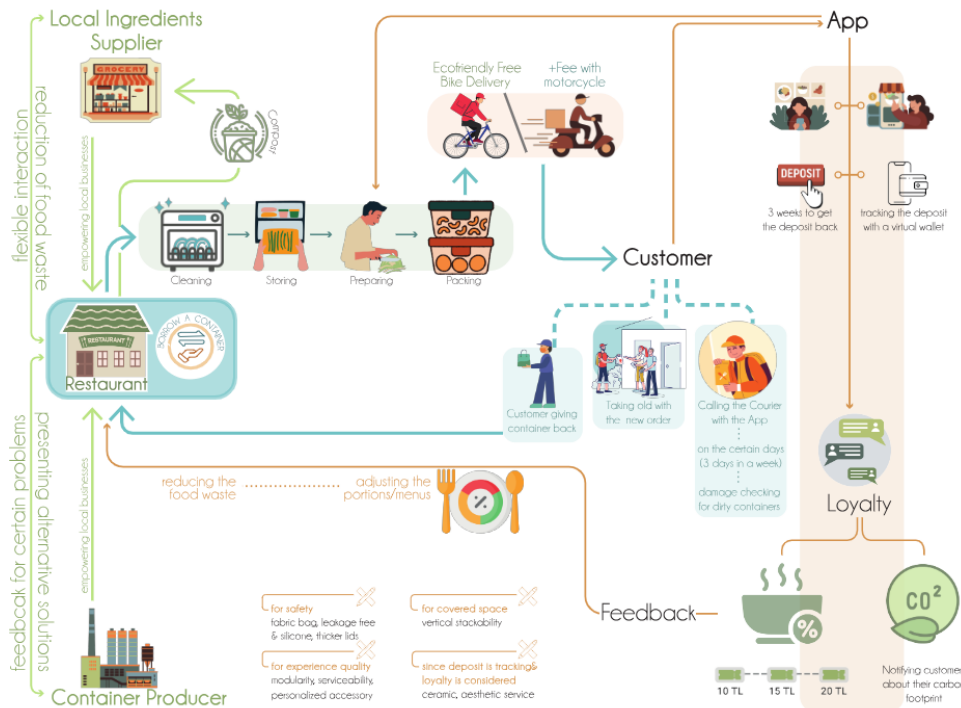 Local Ingredients
Supplier
GROCERY
App
Ecofriendly Free
Bike Delivery
+Fee with
motorcycle
Compost
reduction of food waste
flexible interaction
empowering local businesses
DEPOSIT
3 weeks to get
the deposit back
tracking the deposit
with a virtual wallet
Cleaning
Storing
Preparing
Packing
Customer
BORROW A CONTAINER
RESTAURANT
Restaurant
Customer giving
container back
Taking old with
the new order
Calling the Courier
with the App
on the certain days
(3 days in a week)
damage checking
for dirty containers
presenting alternative solutions
feedbcak for certain problems
empowering local businesses
reducing the
food waste
adjusting the
portions/menus
%
Loyalty
for safety
fabric bag, leakage free
& silicone, thicker lids
for covered space
vertical stackability
for experience quality
modularity, serviceability,
personalized accessory
since deposit is tracking&
loyalty is considered
ceramic, aesthetic service
Feedback
%
CO²
10 TL
15 TL
20 TL
Notifying customer
about their carbo
footprint
Container Producer